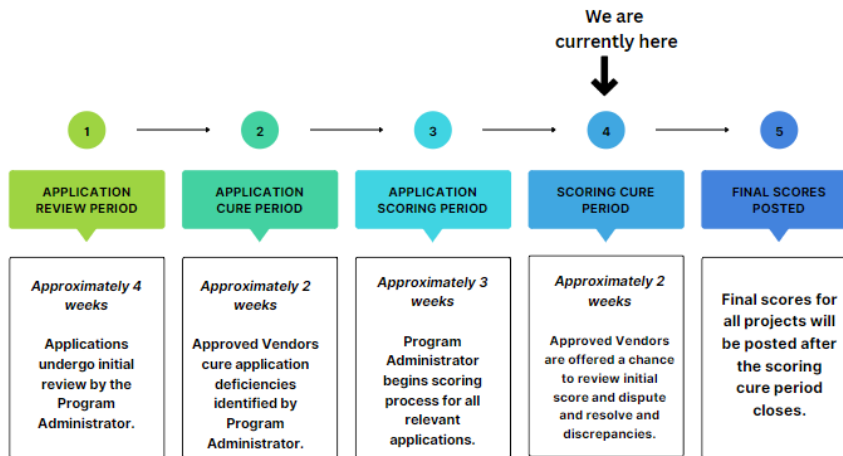 We are
currently here
1
2
3
4
5
APPLICATION
REVIEW PERIOD
APPLICATION
CURE PERIOD
APPLICATION
SCORING PERIOD
SCORING CURE
PERIOD
FINAL SCORES
POSTED
Approximately 4
weeks
Applications
undergo initial
review by the
Program
Administrator.
Approximately 2
weeks
Approved Vendors
cure application
deficiencies
identified by
Program
Administrator.
Approximately 3
weeks
Program
Administrator
begins scoring
process for all
relevant
applications.
Approximately 2
weeks
Approved Vendors
are offered a chance
to review initial
score and dispute
and resolve and
discrepancies.
Final scores for
all projects will
be posted after
the scoring
cure period
closes.